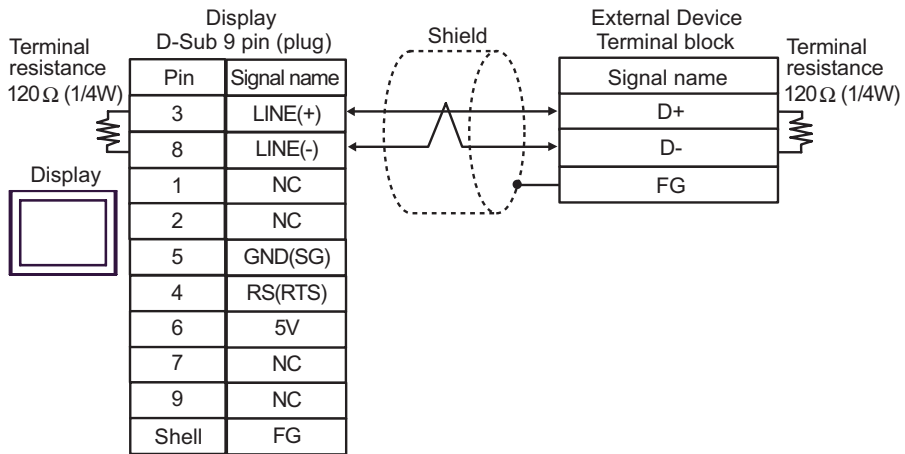 Display
D-Sub 9 pin (plug)
Shield
External Device
Terminal block
Terminal
resistance
120Ω (1/4W)
Terminal
resistance
120Ω (1/4W)
Pin Signal name
3 LINE(+)
8 LINE(-)
1 NC
2 NC
5 GND(SG)
4 RS(RTS)
6 5V
7 NC
9 NC
Shell FG
Display
Signal name
D+
D-
FG